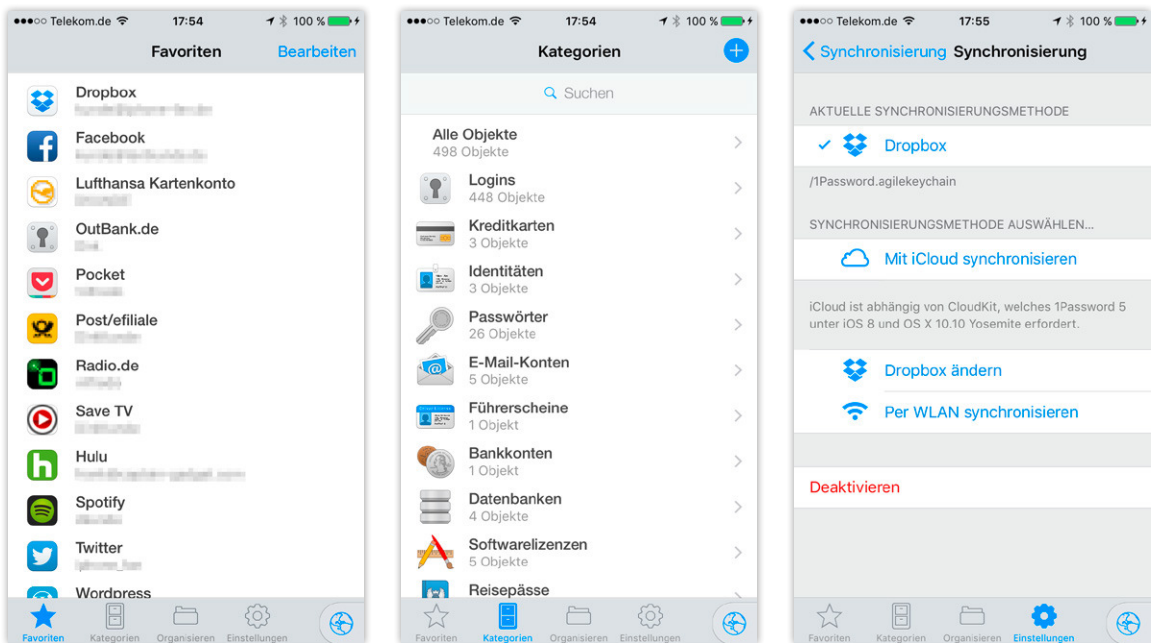 Telekom.de 17:54 100 %
Favoriten Bearbeiten
Dropbox
Facebook
Lufthansa Kartenkonto
OutBank.de
Pocket
Post/efiliale
Radio.de
Save TV
Hulu
Spotify
Twitter
Wordpress
Favoriten Kategorien Organisieren Einstellungen
Telekom.de 17:54 100 %
Kategorien
Suchen
Alle Objekte
498 Objekte
Logins
448 Objekte
Kreditkarten
3 Objekte
Identitäten
3 Objekte
Passwörter
26 Objekte
E-Mail-Konten
5 Objekte
Führerscheine
1 Objekt
Bankkonten
1 Objekt
Datenbanken
4 Objekte
Softwarelizenzen
5 Objekte
Reisepässe
Favoriten Kategorien Organisieren Einstellungen
Telekom.de 17:55 100 %
Synchronisierung Synchronisierung
AKTUELLE SYNCHRONISIERUNGSMETHODE
Dropbox
/1Password.agilekeychain
SYNCHRONISIERUNGSMETHODE AUSWÄHLEN...
Mit iCloud synchronisieren
iCloud ist abhängig von CloudKit, welches 1Password 5
unter iOS 8 und OS X 10.10 Yosemite erfordert.
Dropbox ändern
Per WLAN synchronisieren
Deaktivieren
Favoriten Kategorien Organisieren Einstellungen